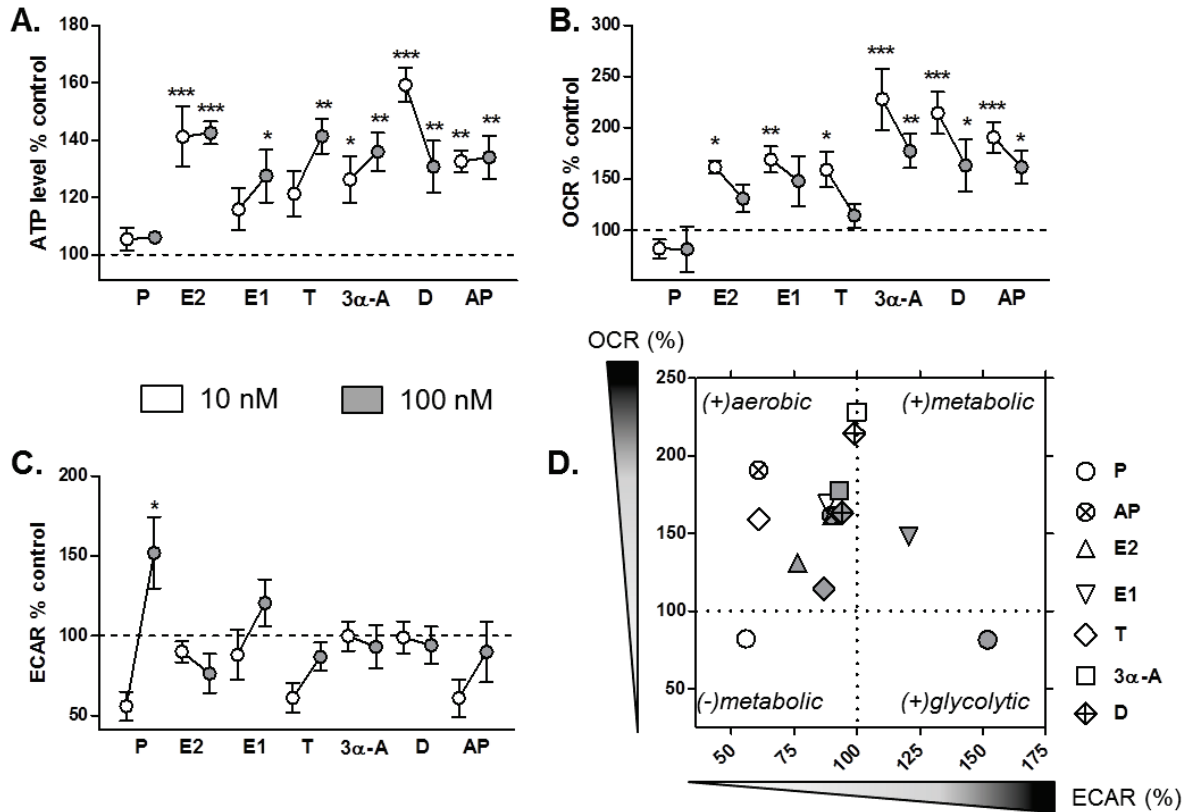 A.
180
160
140
120
100
ATP level % control
***
***
*
**
*
**
***
**
**
**
P E2 E1 T 3α-A D AP
B.
300
250
200
150
100
OCR % control
*
**
*
***
**
***
*
***
*
P E2 E1 T 3α-A D AP
10 nM
100 nM
C.
200
150
100
50
ECAR % control
*
P E2 E1 T 3α-A D AP
OCR (%)
D.
250
200
150
100
50
(+)aerobic
(+)metabolic
(-)metabolic
(+)glycolytic
50 75 100 125 150 175
ECAR (%)
P
AP
E2
E1
T
3α-A
D